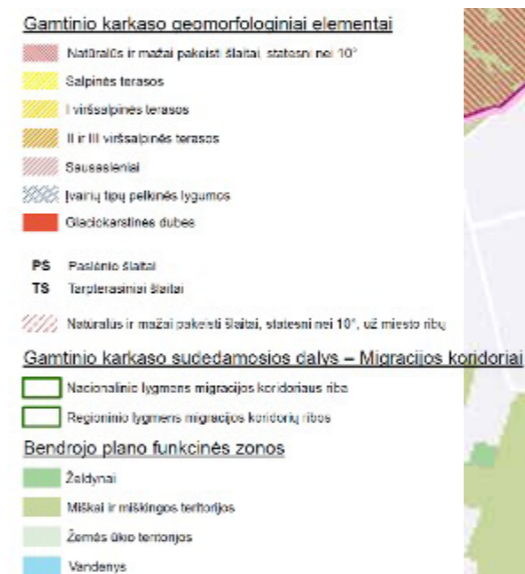 Gamtinio karkaso geomorfologiniai elementai
Natūralūs ir mažai pakeisti šlaitai, statesni nei 10°
Salpinės terasos
I viršsalpinės terasos
II ir III viršsalpinės terasos
Sausasleniai
Įvairių tipų pelkinės lygumos
Glaciokarstinės dubės
PS Paslėnio šlaitai
TS Tarpterasiniai šlaitai
Natūralūs ir mažai pakeisti šlaitai, statesni nei 10°, už miesto ribų
Gamtinio karkaso sudedamosios dalys – Migracijos koridoriai
Nacionalinio lygmens migracijos koridoriaus riba
Regioninio lygmens migracijos koridorių ribos
Bendrojo plano funkcinės zonos
Želdynai
Miškai ir miškingos teritorijos
Žemės ūkio teritorijos
Vandenys